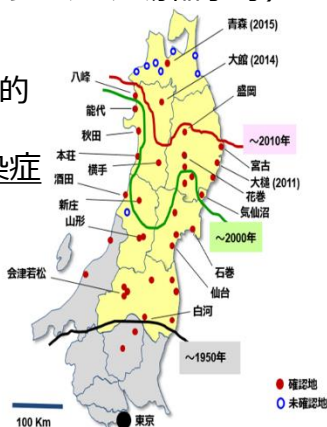 的
染症
青森 (2015)
大館 (2014)
八峰
盛岡
能代
秋田
~2010年
本荘
宮古
横手
大槌 (2011)
酒田
花巻
新庄
気仙沼
山形
~2000年
石巻
会津若松
仙台
白河
~1950年
確認地
未確認地
100 Km
東京